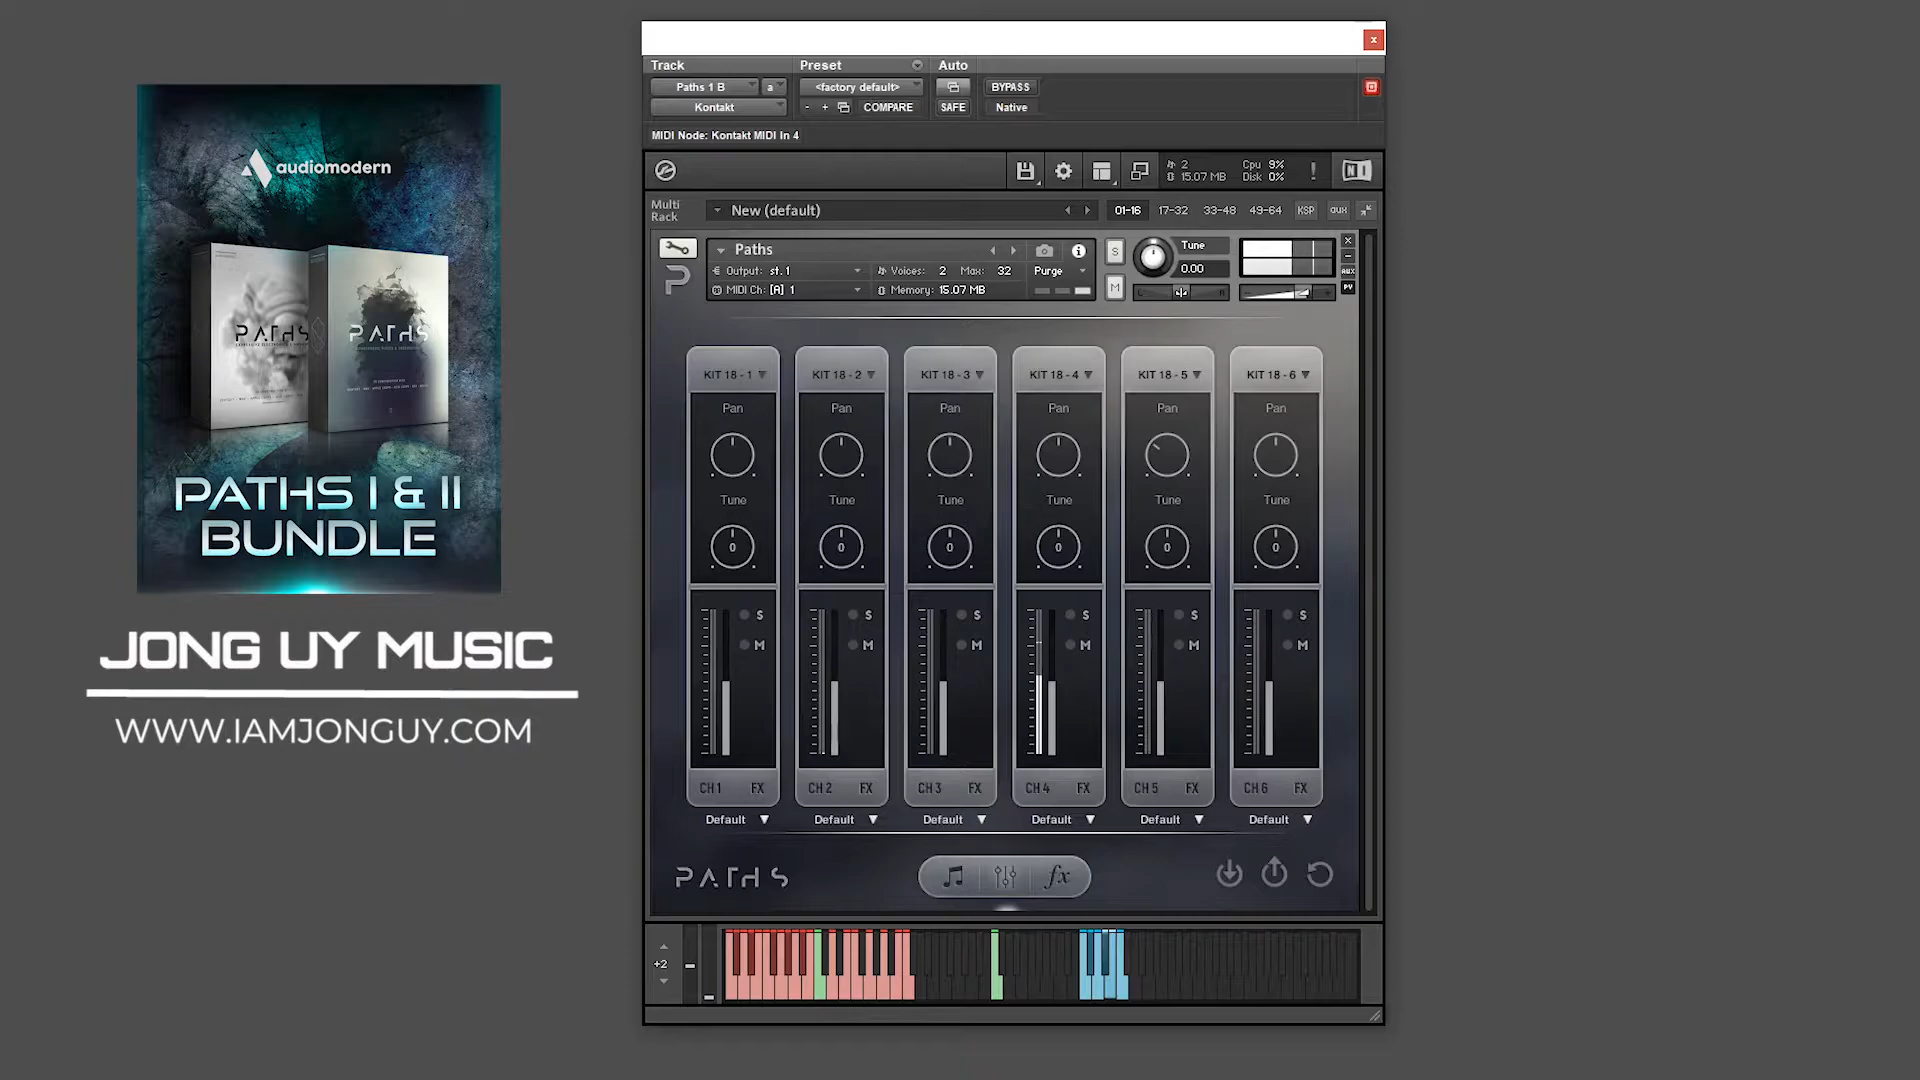 audiomodern
PATHS
PATHS
PATHS I & II
BUNDLE
JONG UY MUSIC
WWW.IAMJONGUY.COM
x
Track
Preset
Auto
Paths 1 B
a
<factory default>
BYPASS
Kontakt
- + COMPARE
SAFE
Native
MIDI Node: Kontakt MIDI In 4
2
Cpu 9%
15.07 MB
Disk 0%
!
Multi
Rack
New (default)
01-16 17-32 33-48 49-64 KSP aux
Paths
i
S
Tune
0.00
Output: st. 1
Voices: 2 Max: 32
Purge
MIDI Ch: [A] 1
Memory: 15.07 MB
M
AUX
PV
KIT 18 - 1 KIT 18 - 2 KIT 18 - 3 KIT 18 - 4 KIT 18 - 5 KIT 18 - 6
Pan Pan Pan Pan Pan Pan
Tune Tune Tune Tune Tune Tune
0 0 0 0 0 0
S S S S S S
M M M M M M
CH 1 FX CH 2 FX CH 3 FX CH 4 FX CH 5 FX CH 6 FX
Default Default Default Default Default Default
PATHS
fx
+2